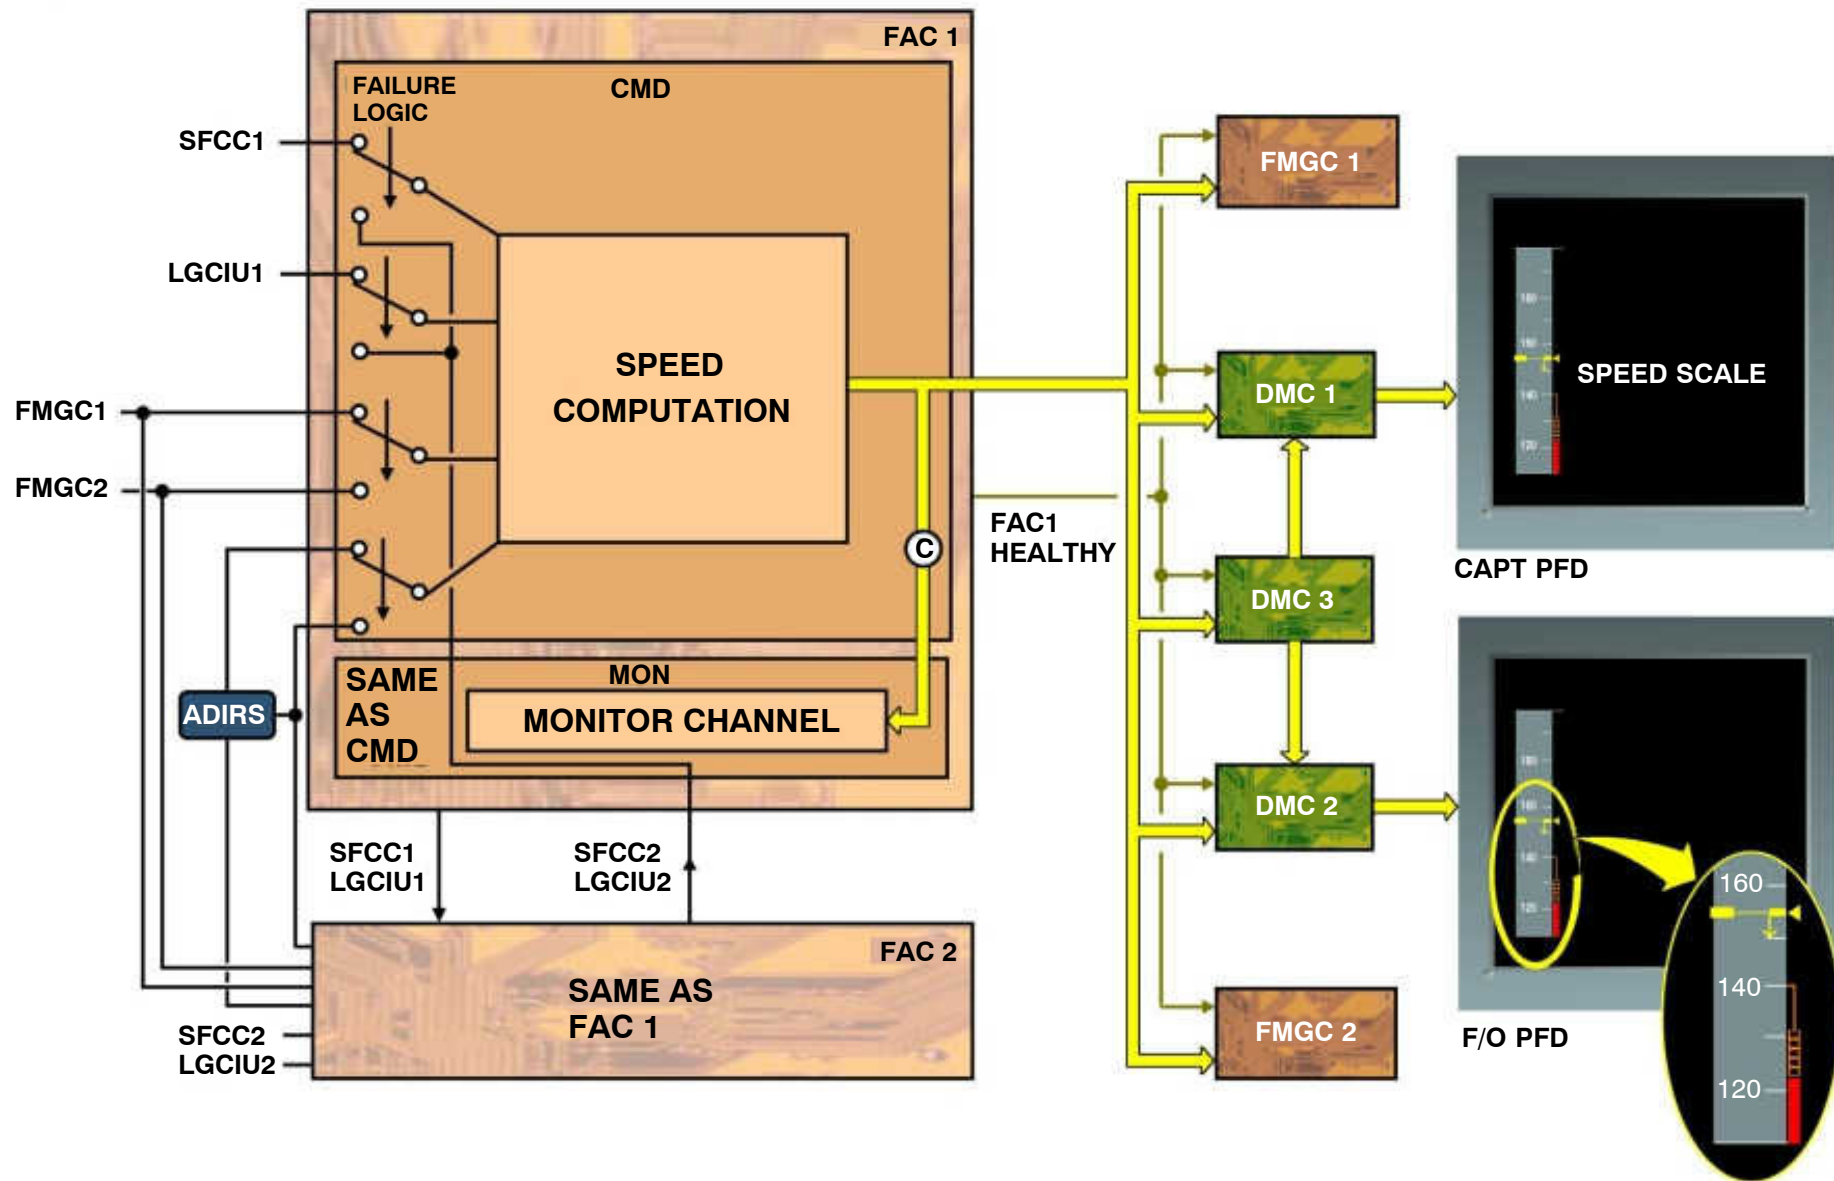 FAC 1
FAILURE
LOGIC
CMD
SFCC1
LGCIU1
FMGC1
FMGC2
SPEED
COMPUTATION
C
FAC1
HEALTHY
ADIRS
SAME
AS
CMD
MON
MONITOR CHANNEL
SFCC1
LGCIU1
SFCC2
LGCIU2
FAC 2
SAME AS
FAC 1
SFCC2
LGCIU2
FMGC 1
DMC 1
DMC 3
DMC 2
FMGC 2
SPEED SCALE
140
120
CAPT PFD
F/O PFD
160
140
120